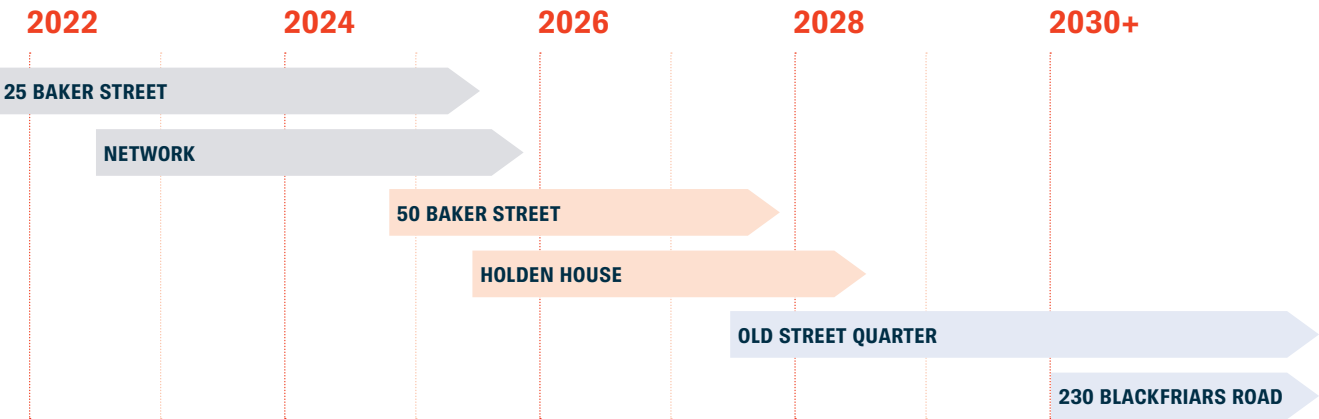 2022 2024 2026 2028 2030+
25 BAKER STREET
NETWORK
50 BAKER STREET
HOLDEN HOUSE
OLD STREET QUARTER
230 BLACKFRIARS ROAD